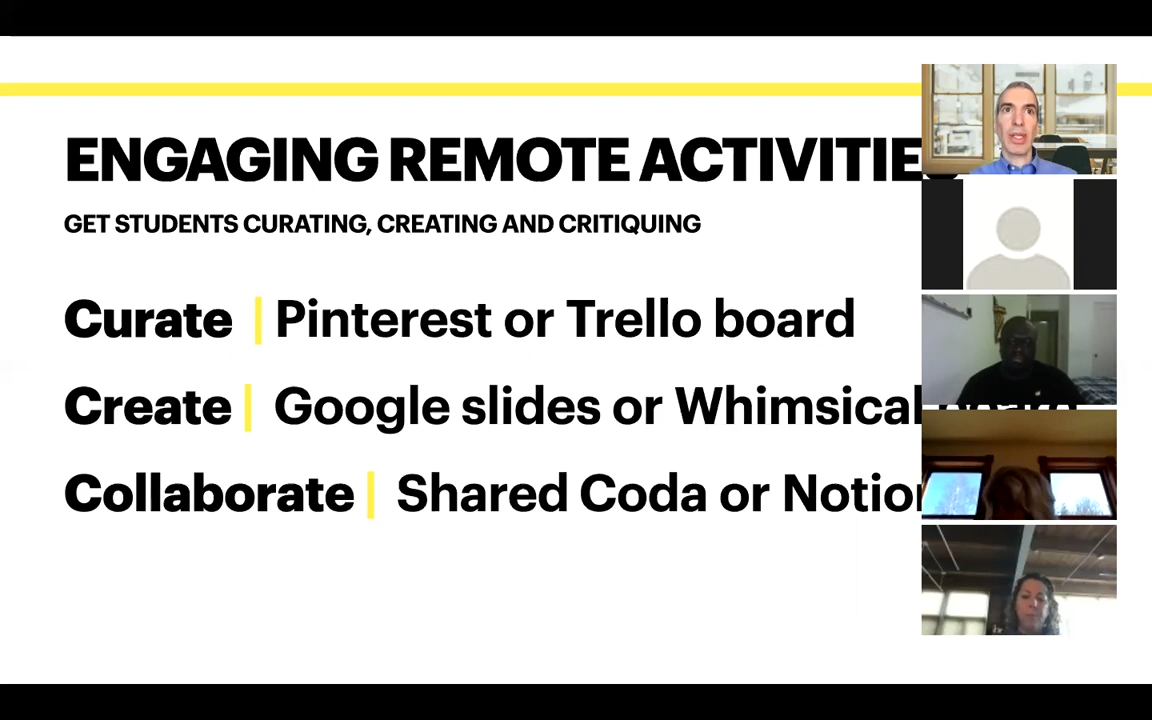 ENGAGING REMOTE ACTIVITIE
GET STUDENTS CURATING, CREATING AND CRITIQUING
Curate | Pinterest or Trello board
Create | Google slides or Whimsical
Collaborate | Shared Coda or Notion